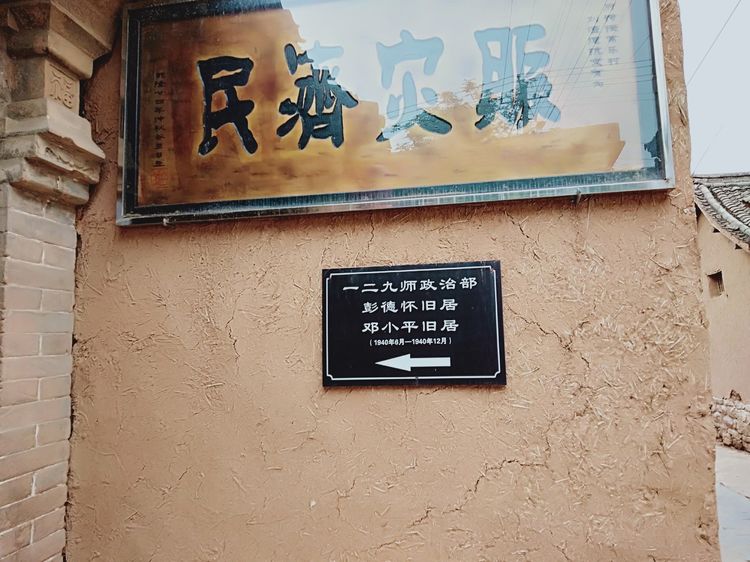 賑灾濟民
福
一二九师政治部
彭德怀旧居
邓小平旧居
(1940年6月—1940年12月)